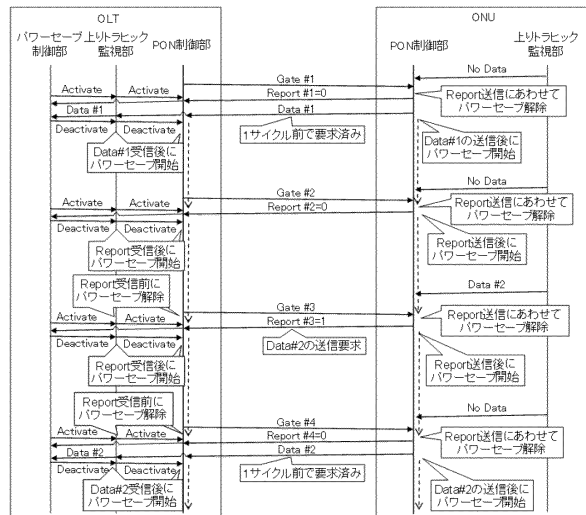 OLT
ONU
パワーセーブ
制御部
上りトラヒック
監視部
PON制御部
PON制御部
上りトラヒック
監視部
No Data
Gate #1
Activate
Activate
Report #1=0
Report送信にあわせて
パワーセーブ解除
Data #1
Data #1
Deactivate
Deactivate
1サイクル前で要求済み
Data#1受信後に
パワーセーブ開始
Data#1の送信後に
パワーセーブ開始
No Data
Gate #2
Activate
Activate
Report #2=0
Report送信にあわせて
パワーセーブ解除
Deactivate
Deactivate
Report受信後に
パワーセーブ開始
Report送信後に
パワーセーブ開始
Data #2
Report受信前に
パワーセーブ解除
Gate #3
Activate
Activate
Report #3=1
Report送信にあわせて
パワーセーブ解除
Deactivate
Deactivate
Data#2の送信要求
Report受信後に
パワーセーブ開始
Report送信後に
パワーセーブ開始
Report受信前に
パワーセーブ解除
No Data
Gate #4
Activate
Activate
Report #4=0
Report送信にあわせて
パワーセーブ解除
Data #2
Data #2
Deactivate
Deactivate
1サイクル前で要求済み
Data#2受信後に
パワーセーブ開始
Data#2の送信後に
パワーセーブ開始